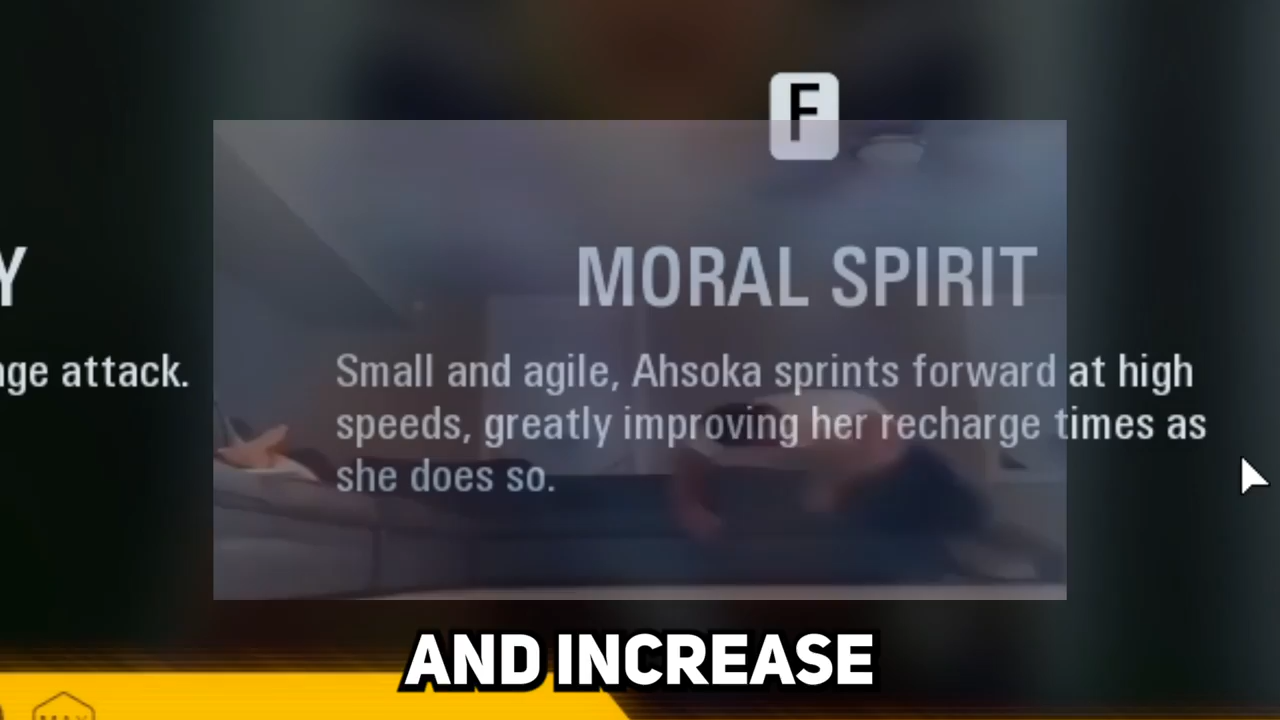 F
Y
MORAL SPIRIT
nge attack.
Small and agile, Ahsoka sprints forward at high
speeds, greatly improving her recharge times as
she does so.
AND INCREASE
MAX